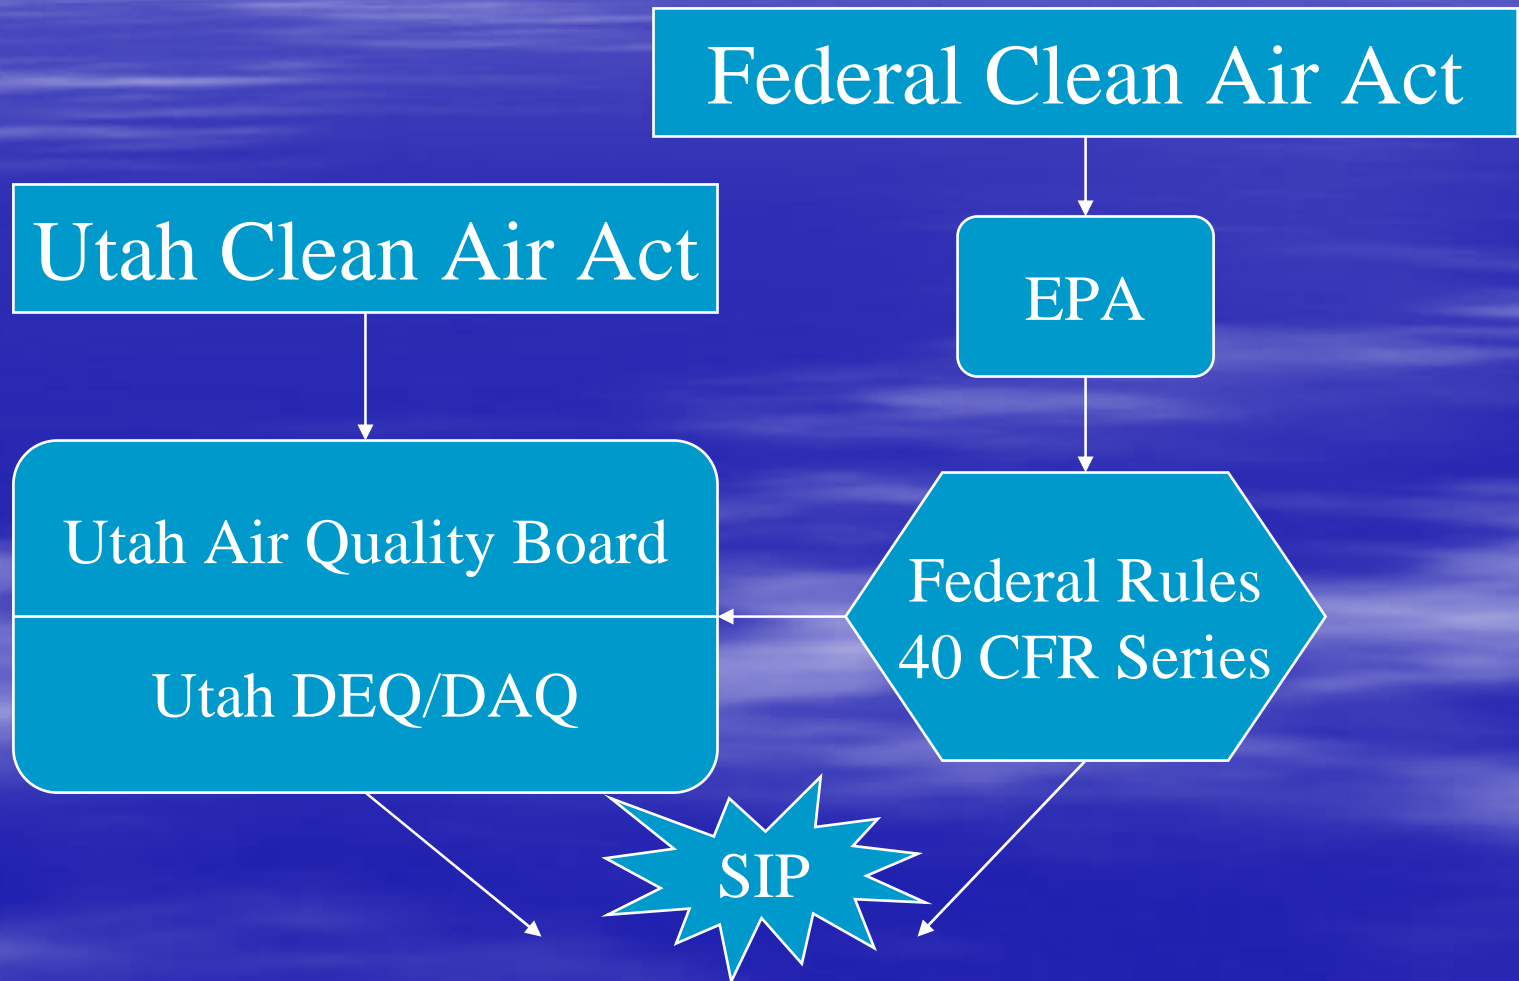 Federal Clean Air Act
Utah Clean Air Act
EPA
Utah Air Quality Board
Federal Rules
40 CFR Series
Utah DEQ/DAQ
SIP